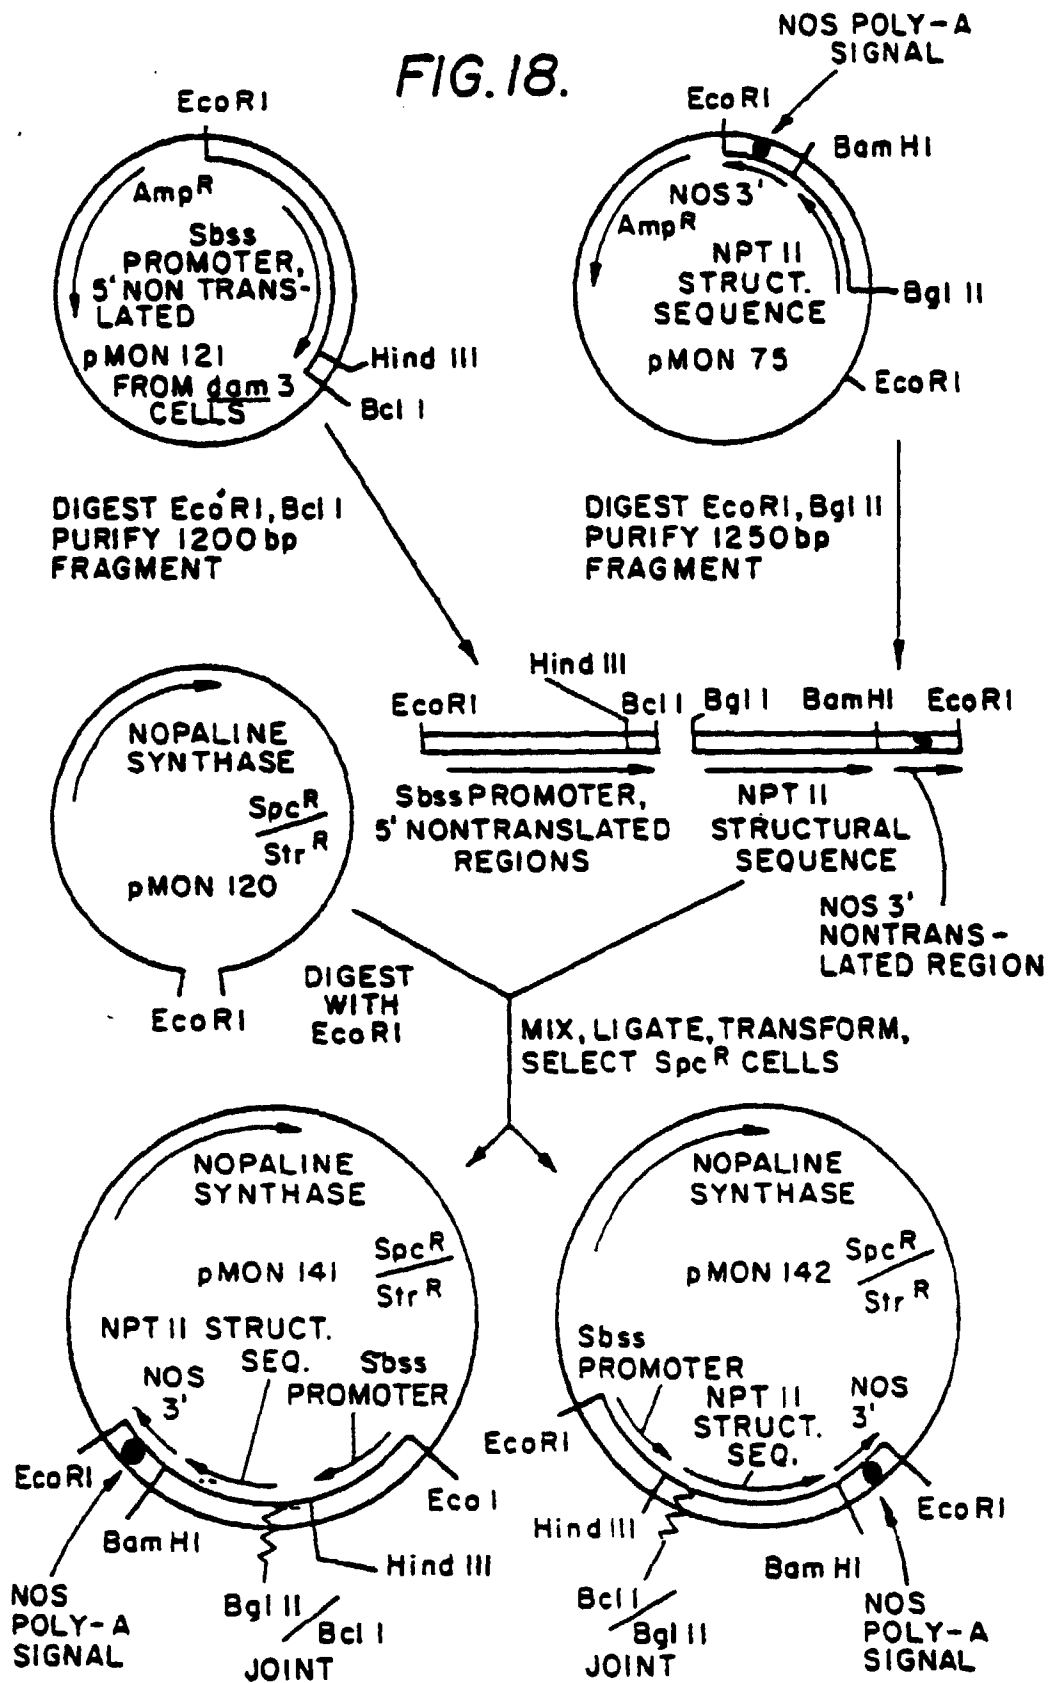 FIG. 18.
NOS POLY-A
SIGNAL
EcoRI
EcoRI
BamHI
AmpR
Sbss
PROMOTER,
5' NON TRANS-
LATED
pMON 121
FROM dam 3
CELLS
Hind III
Bcl I
NOS 3'
AmpR
NPT II
STRUCT.
SEQUENCE
pMON 75
Bgl II
EcoRI
DIGEST EcoRI, Bcl I
PURIFY 1200 bp
FRAGMENT
DIGEST EcoRI, Bgl II
PURIFY 1250 bp
FRAGMENT
Hind III
EcoRI
Bcl I
Bgl I
BamHI
EcoRI
Sbss PROMOTER,
5' NONTRANSLATED
REGIONS
NPT II
STRUCTURAL
SEQUENCE
NOS 3'
NONTRANS-
LATED REGION
NOPALINE
SYNTHASE
SpcR
StrR
pMON 120
EcoRI
DIGEST
WITH
EcoRI
MIX, LIGATE, TRANSFORM,
SELECT SpcR CELLS
NOPALINE
SYNTHASE
pMON 141
SpcR
StrR
NPT II STRUCT.
SEQ.
NOS
3'
Sbss
PROMOTER
EcoRI
BamHI
Eco I
Hind III
Bgl II
Bcl I
JOINT
NOS
POLY-A
SIGNAL
NOPALINE
SYNTHASE
pMON 142
SpcR
StrR
Sbss
PROMOTER
NPT II
STRUCT.
SEQ.
NOS
3'
EcoRI
Hind III
EcoRI
BamHI
Bcl I
Bgl II
JOINT
NOS
POLY-A
SIGNAL